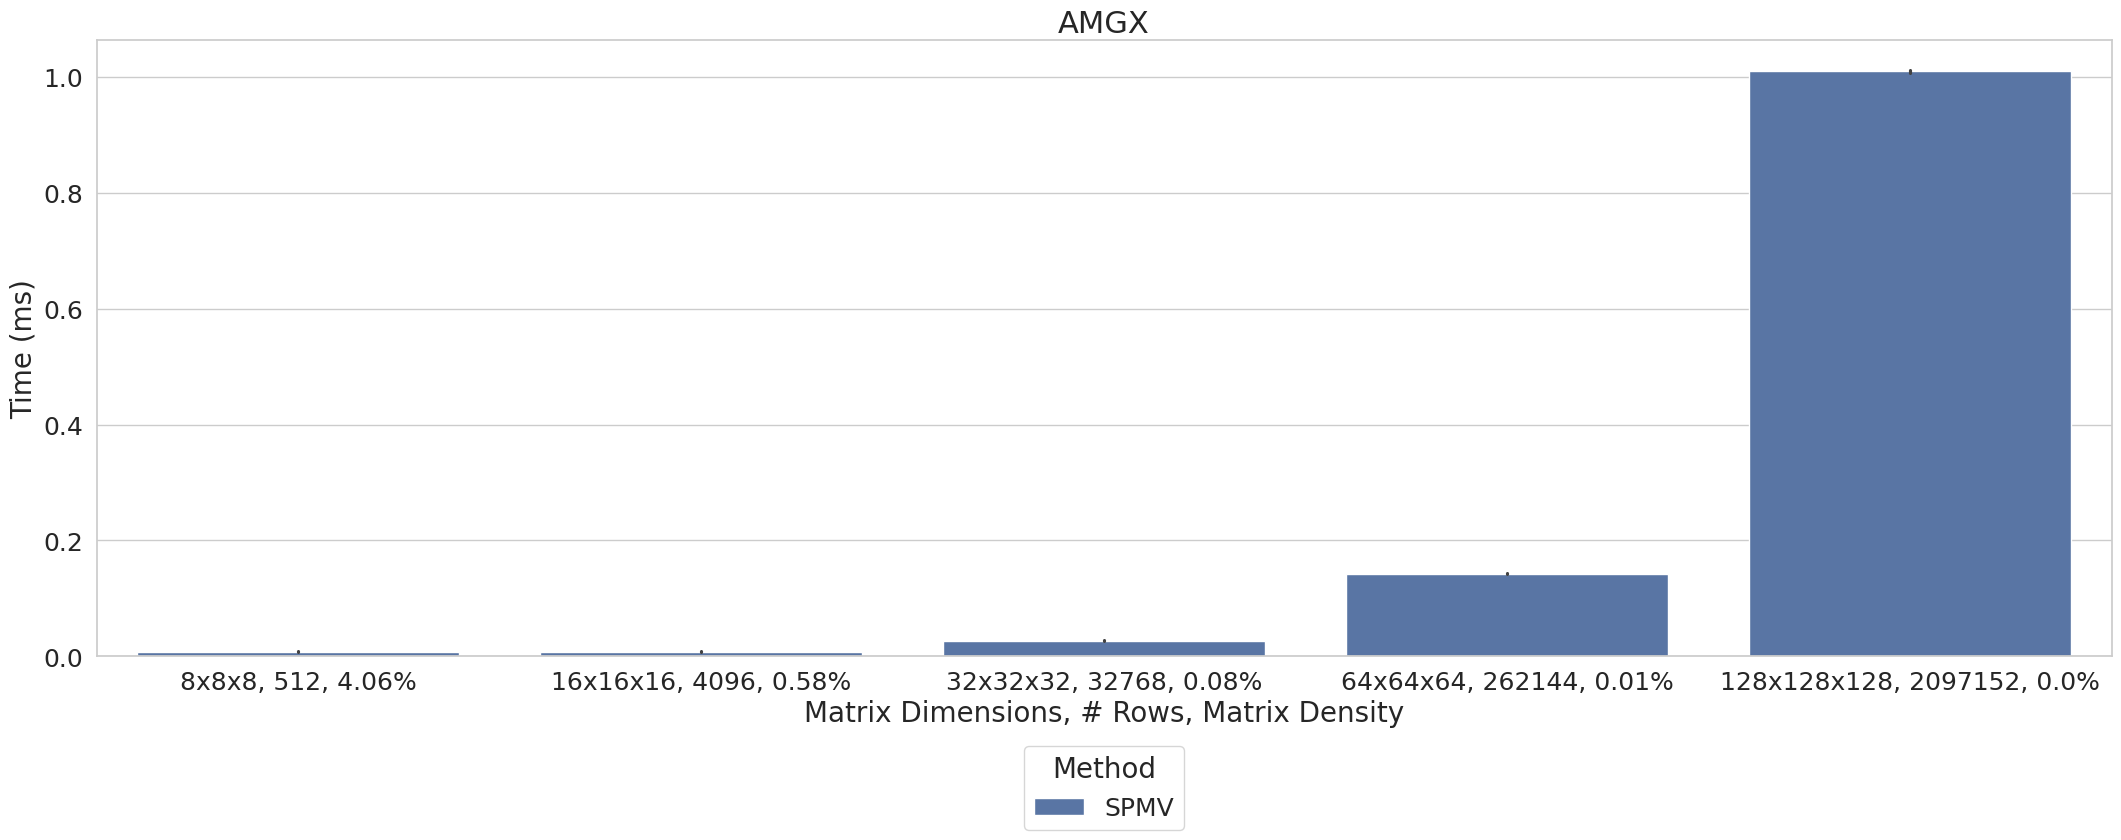 AMGX
1.0
0.8
0.6
0.4
0.2
0.0
Time (ms)
8x8x8, 512, 4.06%
16x16x16, 4096, 0.58%
32x32x32, 32768, 0.08%
64x64x64, 262144, 0.01%
128x128x128, 2097152, 0.0%
Matrix Dimensions, # Rows, Matrix Density
Method
SPMV